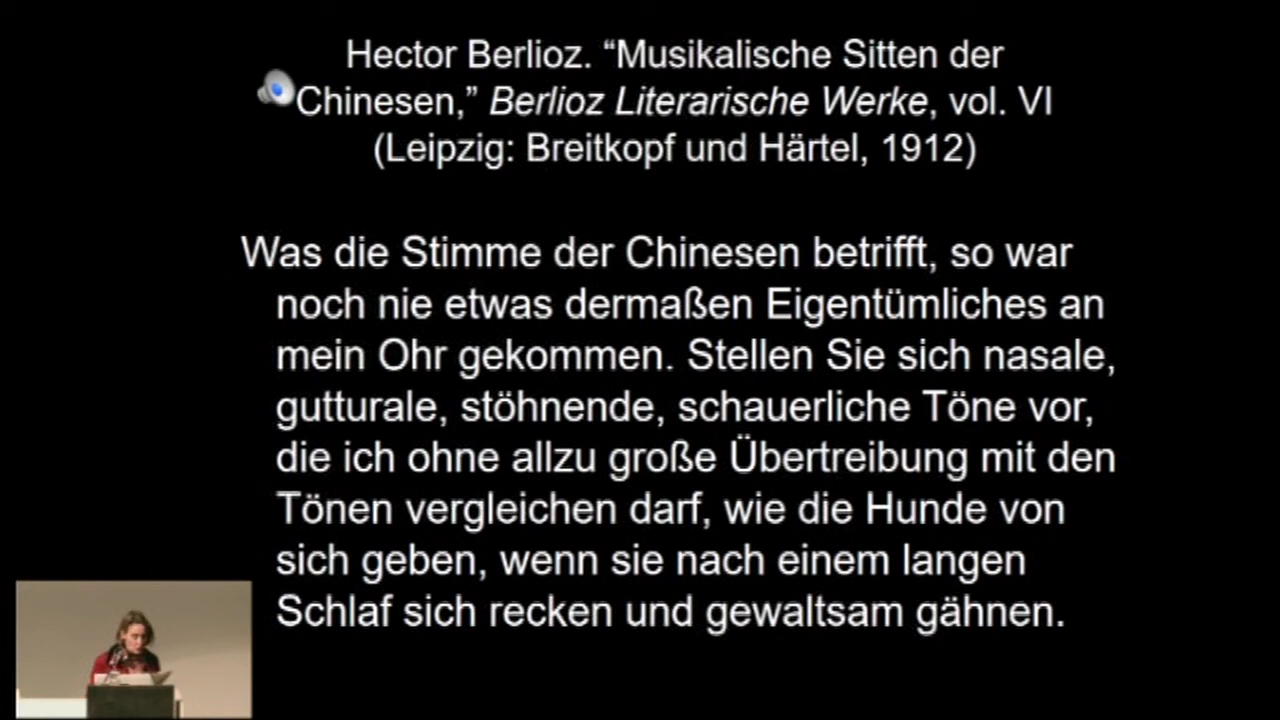 Hector Berlioz. “Musikalische Sitten der
Chinesen,” Berlioz Literarische Werke, vol. VI
(Leipzig: Breitkopf und Härtel, 1912)
Was die Stimme der Chinesen betrifft, so war
noch nie etwas dermaßen Eigentümliches an
mein Ohr gekommen. Stellen Sie sich nasale,
gutturale, stöhnende, schauerliche Töne vor,
die ich ohne allzu große Übertreibung mit den
Tönen vergleichen darf, wie die Hunde von
sich geben, wenn sie nach einem langen
Schlaf sich recken und gewaltsam gähnen.